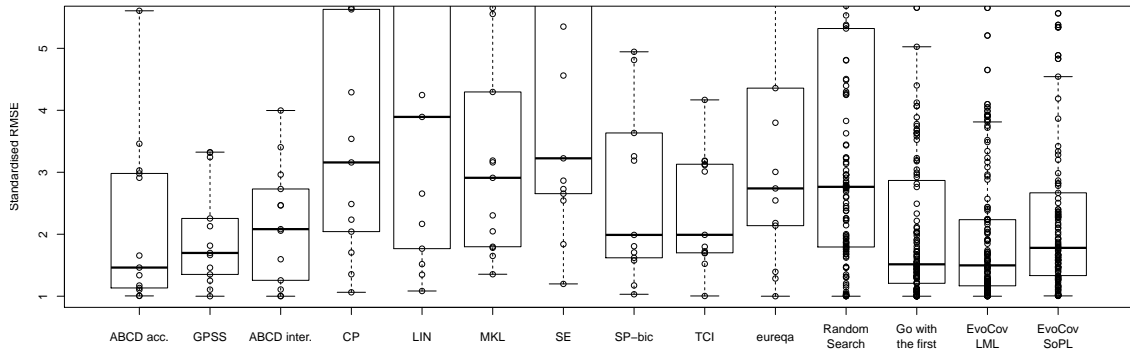 Standardised RMSE
5
4
3
2
1
ABCD acc.
GPSS
ABCD inter.
CP
LIN
MKL
SE
SP−bic
TCI
eureqa
Random
Search
Go with
the first
EvoCov
LML
EvoCov
SoPL